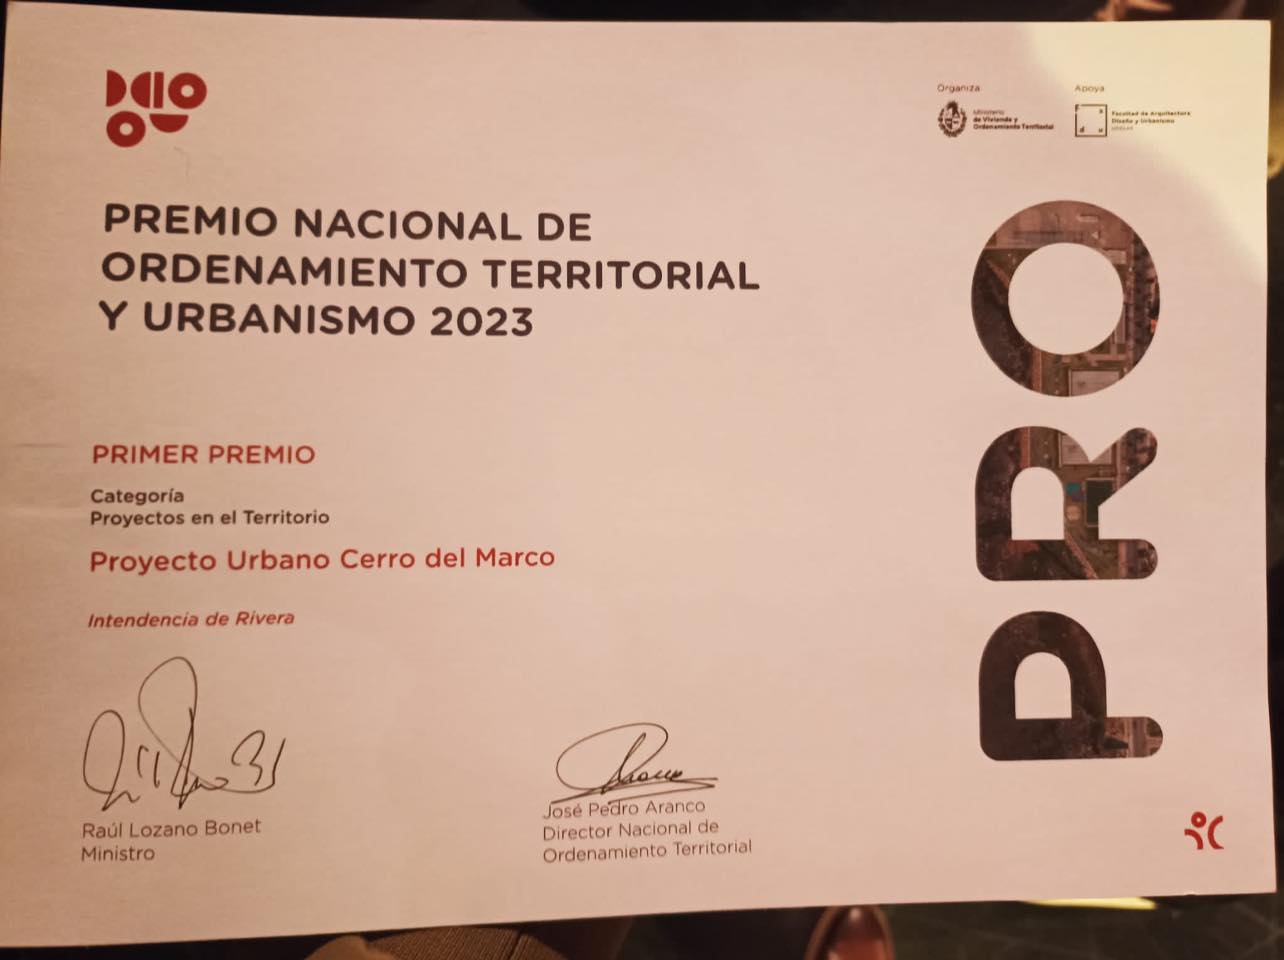 Organiza
Ministerio
de Vivienda y
Ordenamiento Territorial
Apoya
Facultad de Arquitectura
Diseño y Urbanismo
PREMIO NACIONAL DE
ORDENAMIENTO TERRITORIAL
Y URBANISMO 2023
PRIMER PREMIO
Categoría
Proyectos en el Territorio
Proyecto Urbano Cerro del Marco
Intendencia de Rivera
Raúl Lozano Bonet
Ministro
José Pedro Aranco
Director Nacional de
Ordenamiento Territorial
PRO